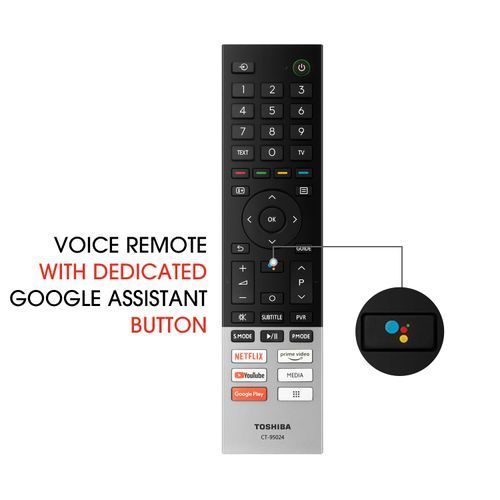 VOICE REMOTE
WITH DEDICATED
GOOGLE ASSISTANT
BUTTON
1 2 3
4 5 6
7 8 9
TEXT 0 TV
GUIDE
+ P
-
SUBTITLE PVR
S.MODE P.MODE
NETFLIX prime video
YouTube MEDIA
Google Play
TOSHIBA
CT-95024
OK